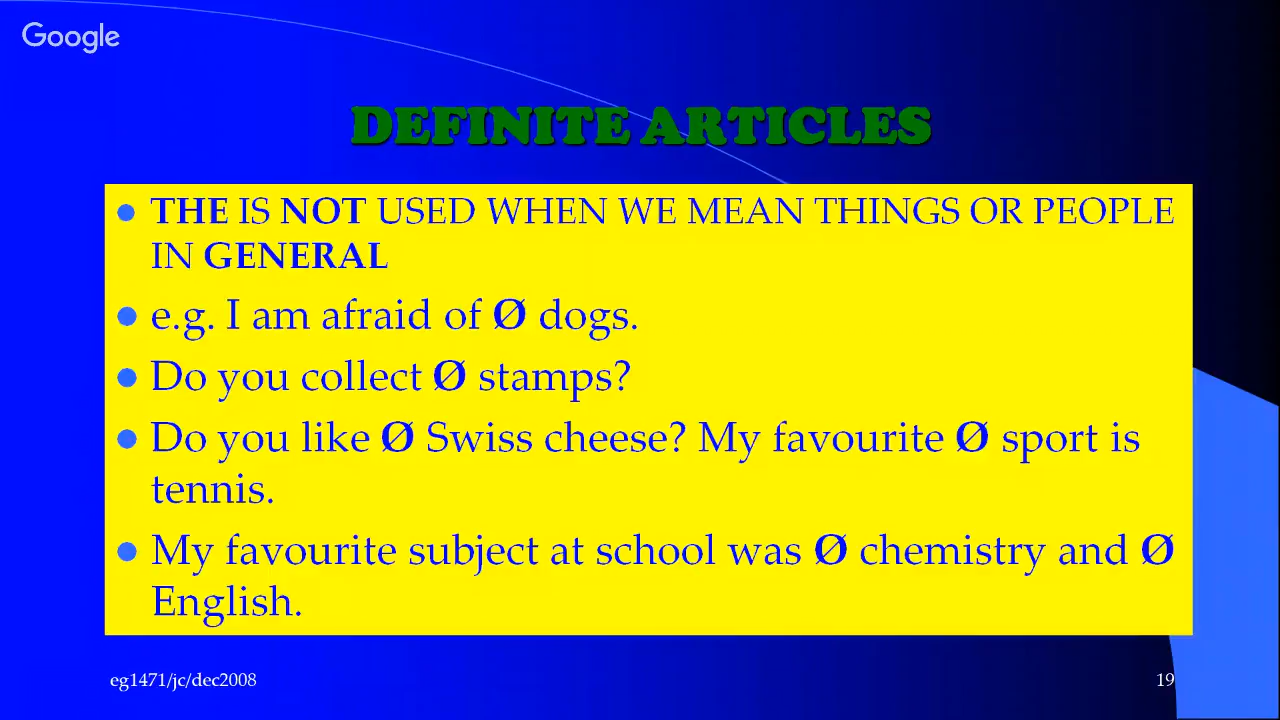 Google
DEFINITE ARTICLES
THE IS NOT USED WHEN WE MEAN THINGS OR PEOPLE
IN GENERAL
e.g. I am afraid of Ø dogs.
Do you collect Ø stamps?
Do you like Ø Swiss cheese? My favourite Ø sport is
tennis.
My favourite subject at school was Ø chemistry and Ø
English.
eg1471/jc/dec2008
19